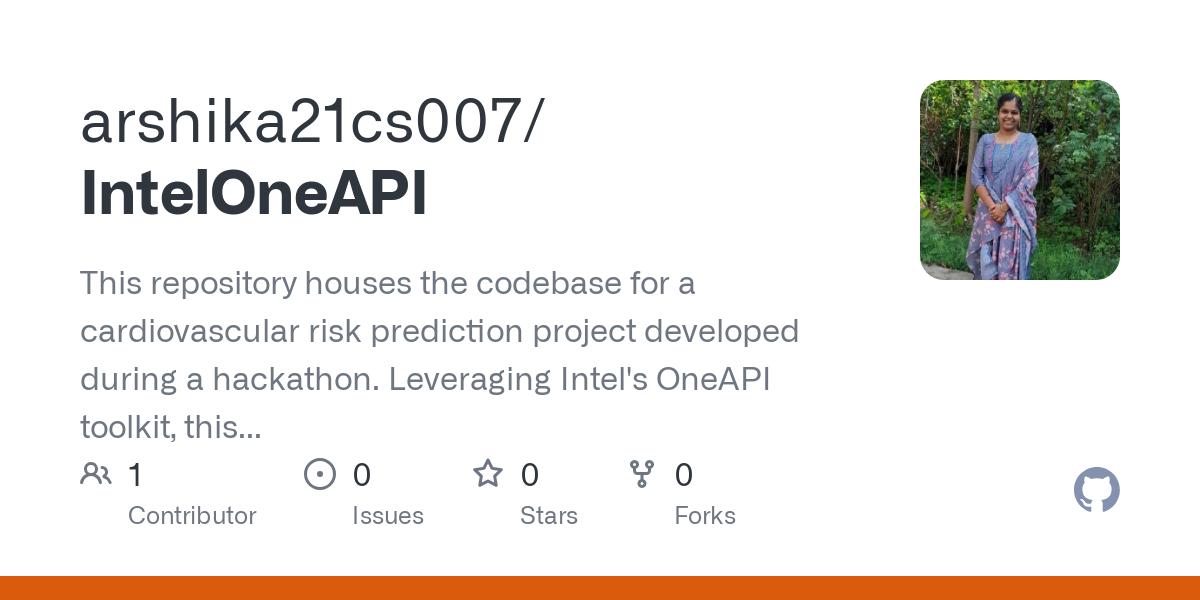 arshika21cs007/
IntelOneAPI
This repository houses the codebase for a
cardiovascular risk prediction project developed
during a hackathon. Leveraging Intel's OneAPI
toolkit, this...
1 0 0 0
Contributor Issues Stars Forks